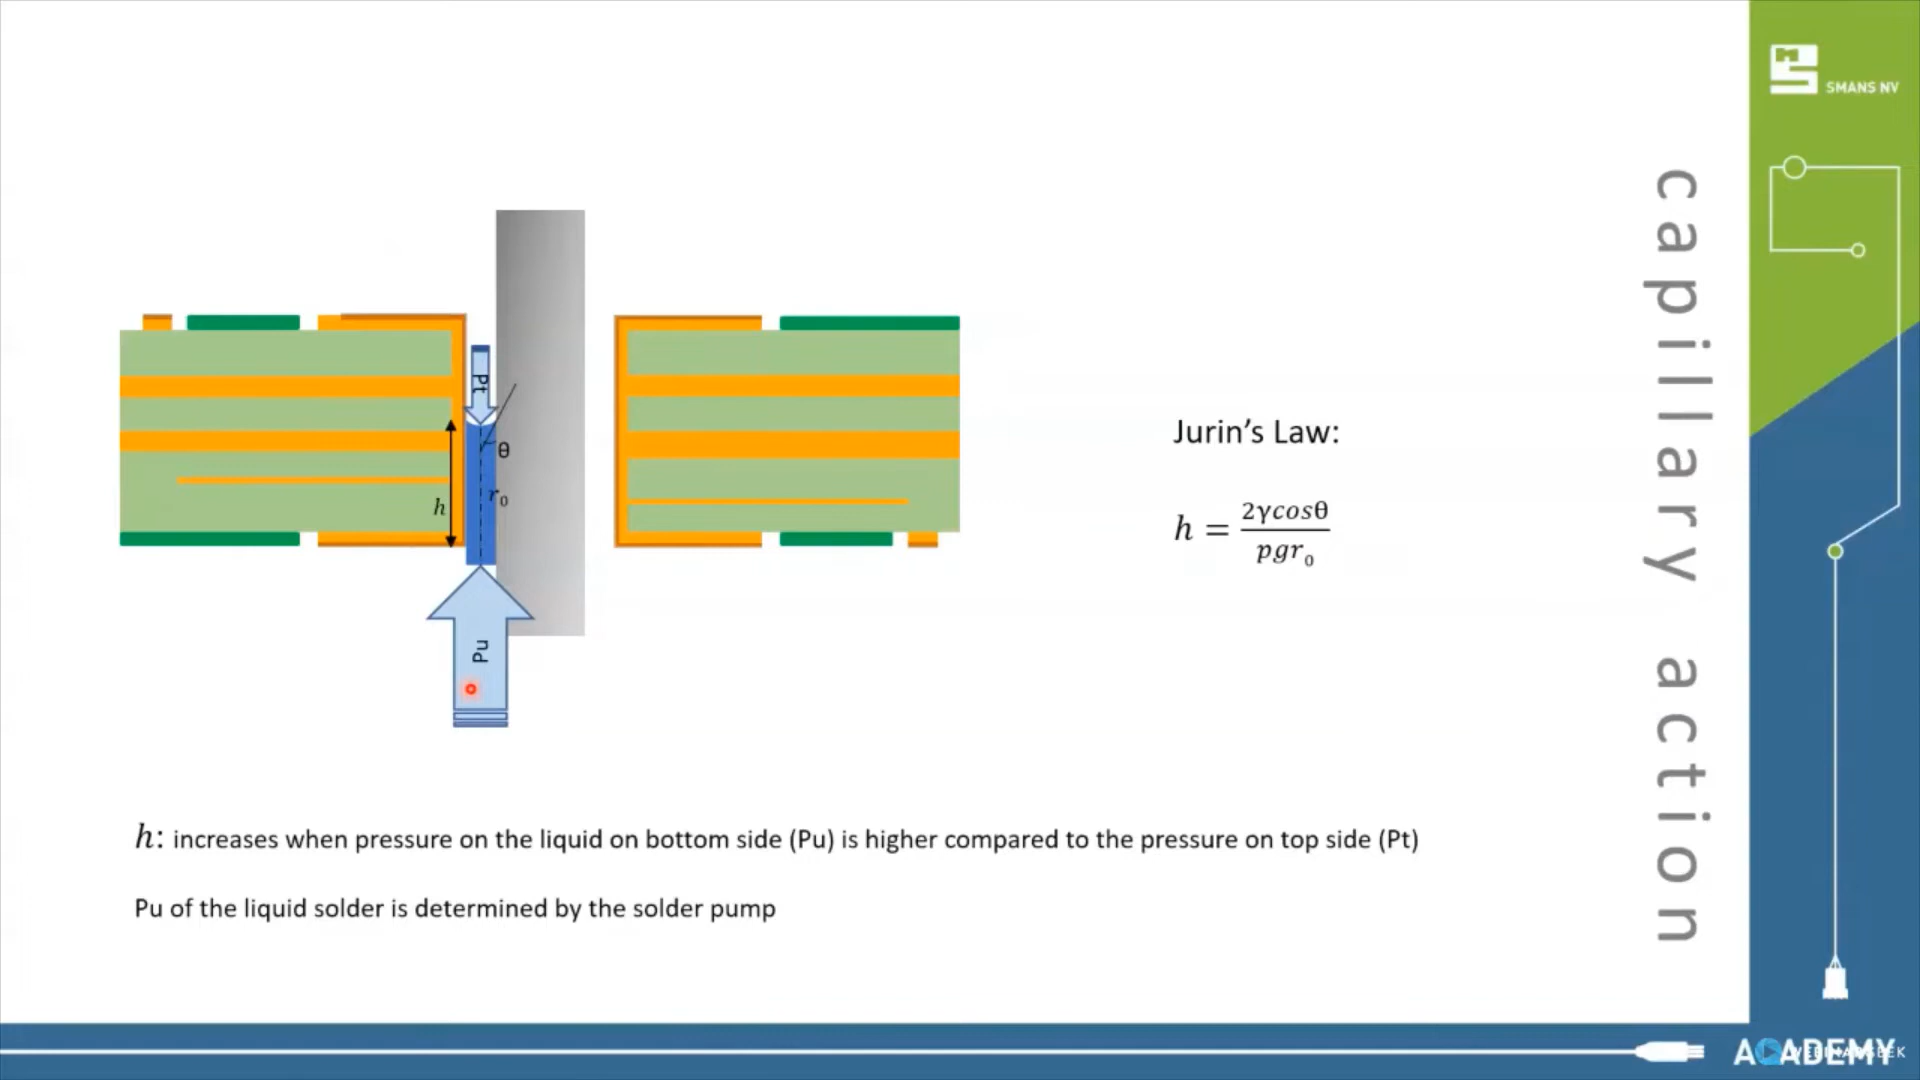 SMANS NV
capillary action
Pt
θ
h
r₀
Pu
Jurin’s Law:
h = 2γcosθ / pgr₀
h: increases when pressure on the liquid on bottom side (Pu) is higher compared to the pressure on top side (Pt)
Pu of the liquid solder is determined by the solder pump
ACADEMY